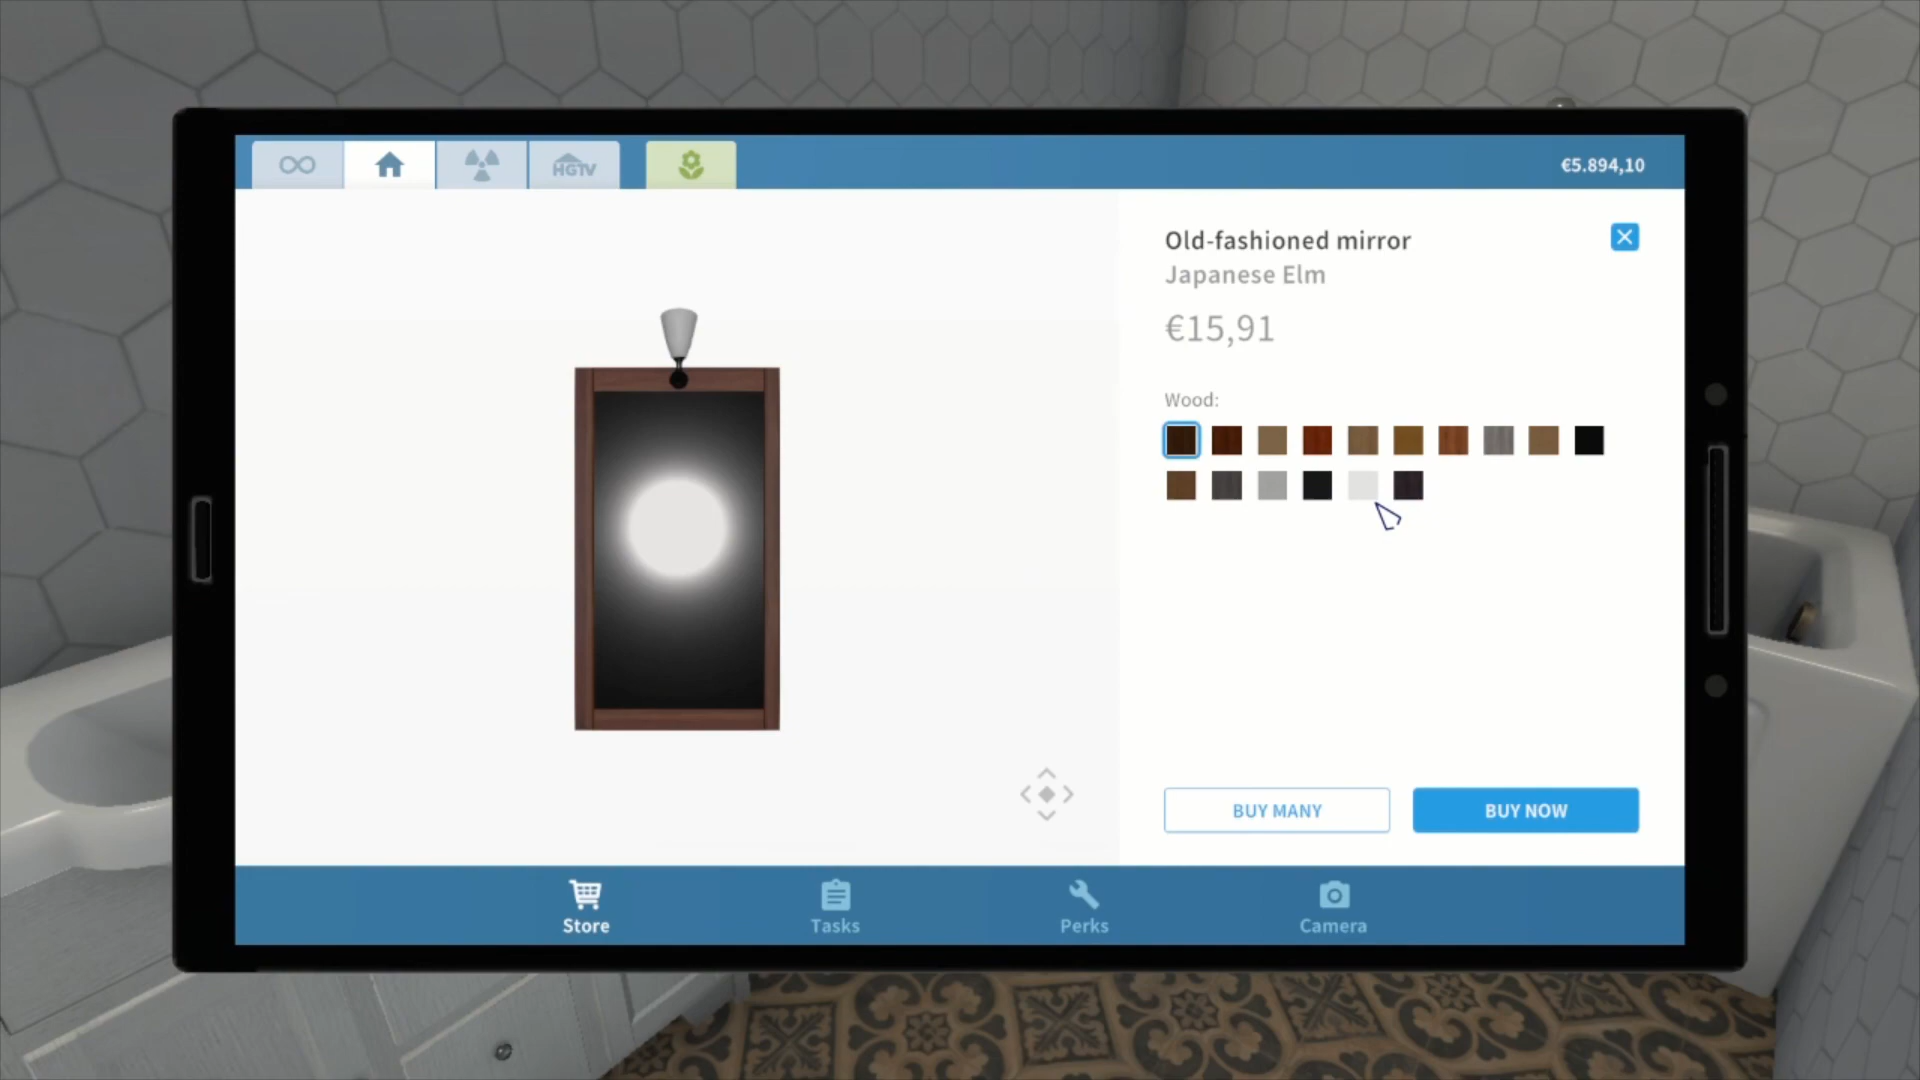 HGTV
€5.894,10
Old-fashioned mirror
Japanese Elm
€15,91
Wood:
BUY MANY
BUY NOW
Store
Tasks
Perks
Camera